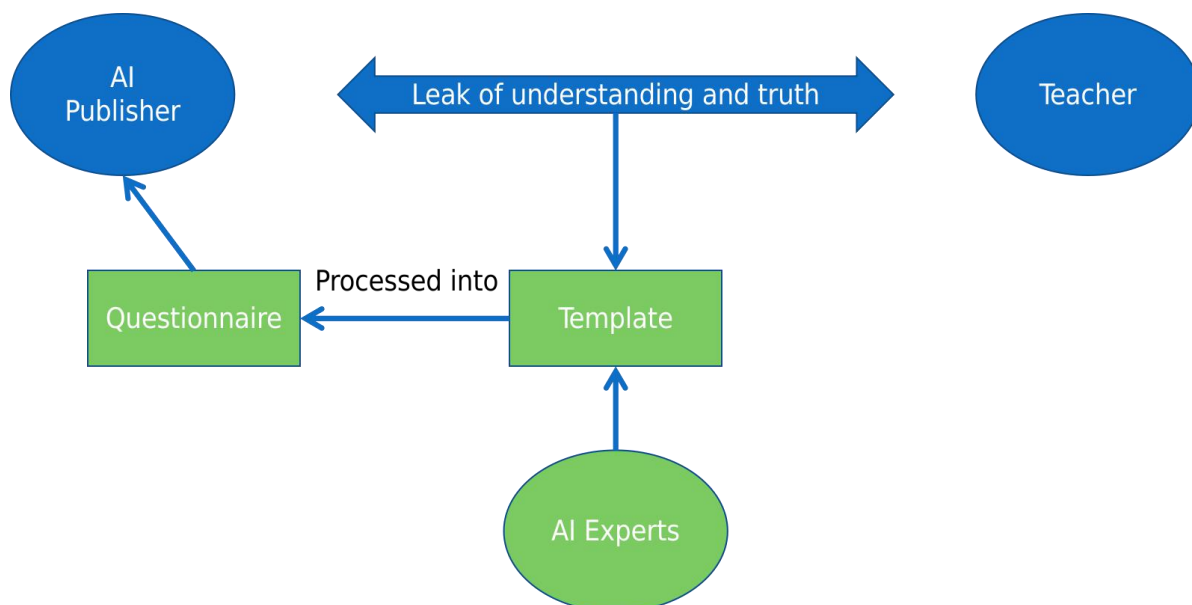 AI
Publisher
Leak of understanding and truth
Teacher
Processed into
Questionnaire
Template
AI Experts